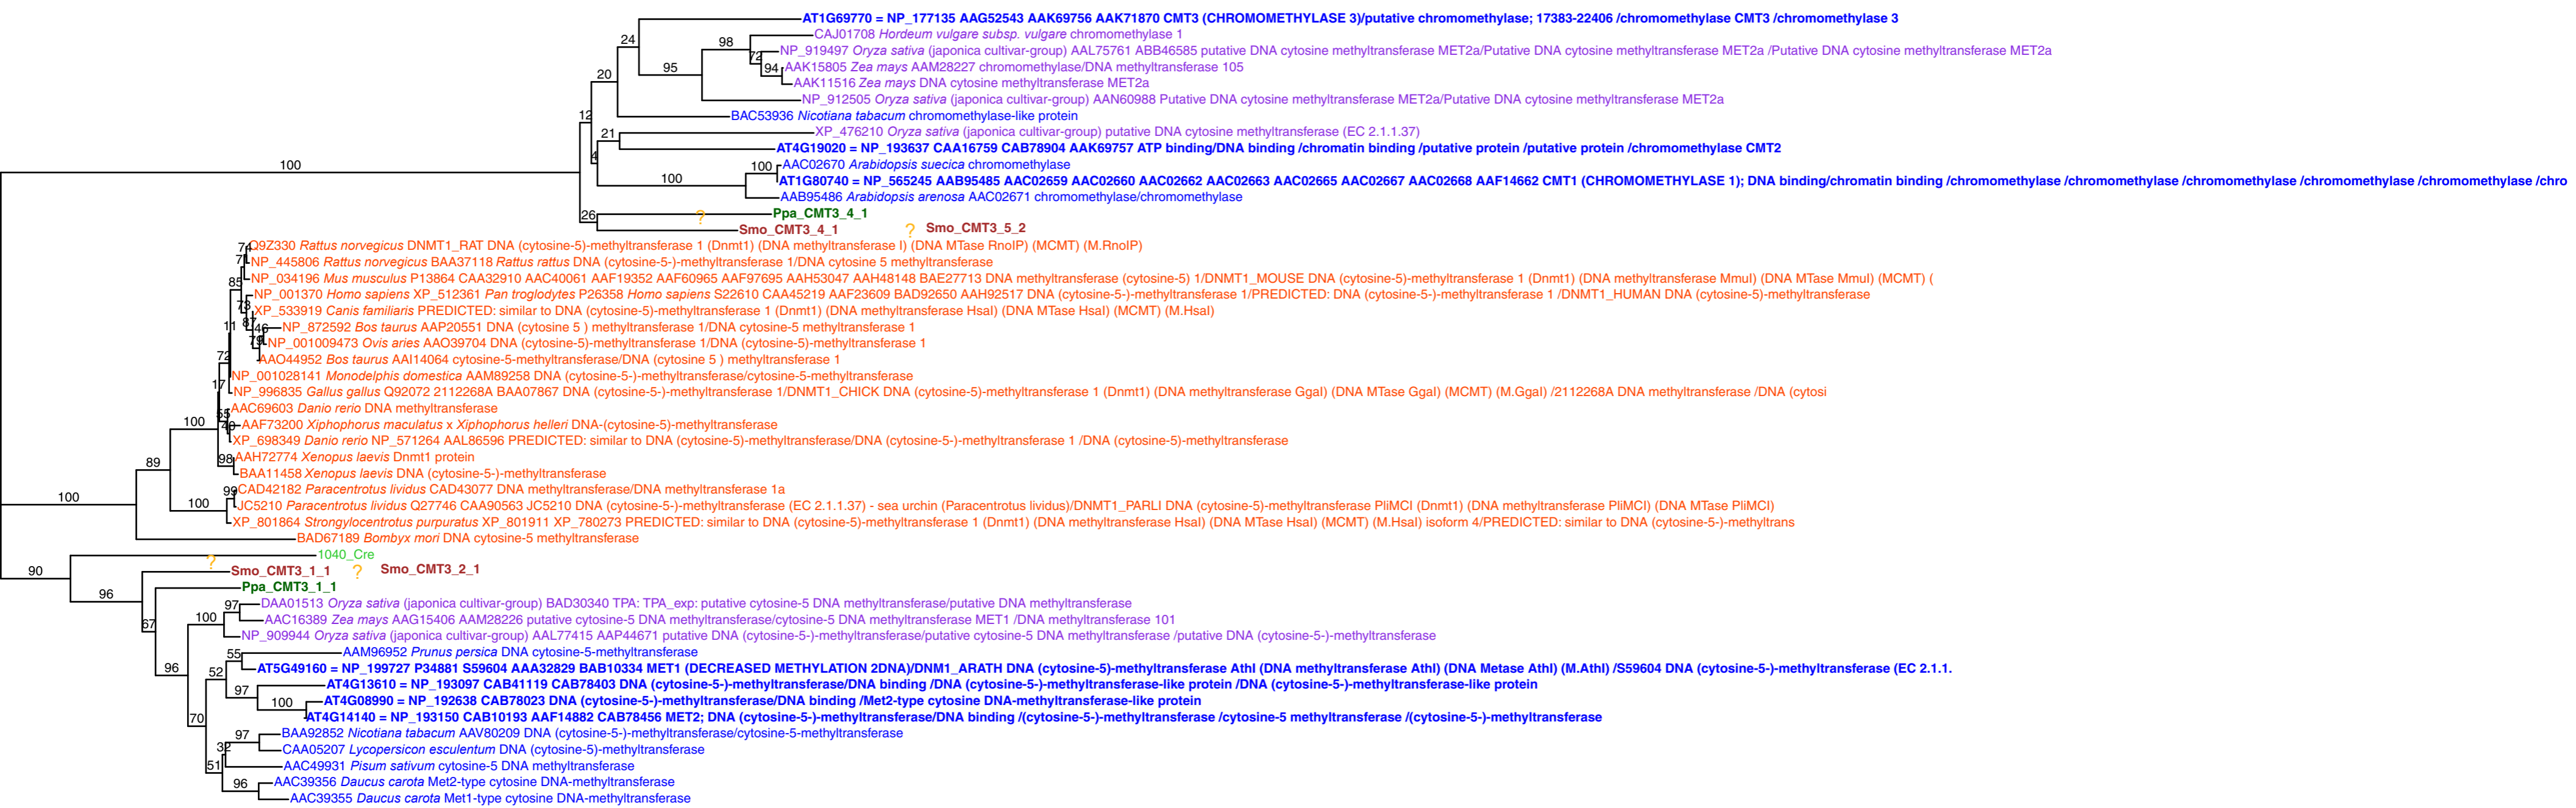 AT1G69770 = NP_177135 AAG52543 AAK69756 AAK71870 CMT3 (CHROMOMETHYLASE 3)/putative chromomethylase; 17383-22406 /chromomethylase CMT3 /chromomethylase 3
CAJ01708 Hordeum vulgare subsp. vulgare chromomethylase 1
24
98
NP_919497 Oryza sativa (japonica cultivar-group) AAL75761 ABB46585 putative DNA cytosine methyltransferase MET2a/Putative DNA cytosine methyltransferase MET2a /Putative DNA cytosine methyltransferase MET2a
72
95
94
AAK15805 Zea mays AAM28227 chromomethylase/DNA methyltransferase 105
20
AAK11516 Zea mays DNA cytosine methyltransferase MET2a
NP_912505 Oryza sativa (japonica cultivar-group) AAN60988 Putative DNA cytosine methyltransferase MET2a/Putative DNA cytosine methyltransferase MET2a
12
BAC53936 Nicotiana tabacum chromomethylase-like protein
21
XP_476210 Oryza sativa (japonica cultivar-group) putative DNA cytosine methyltransferase (EC 2.1.1.37)
4
AT4G19020 = NP_193637 CAA16759 CAB78904 AAK69757 ATP binding/DNA binding /chromatin binding /putative protein /putative protein /chromomethylase CMT2
100
100
AAC02670 Arabidopsis suecica chromomethylase
100
AT1G80740 = NP_565245 AAB95485 AAC02659 AAC02660 AAC02662 AAC02663 AAC02665 AAC02667 AAC02668 AAF14662 CMT1 (CHROMOMETHYLASE 1); DNA binding/chromatin binding /chromomethylase /chromomethylase /chromomethylase /chromomethylase /chromomethylase /chro
AAB95486 Arabidopsis arenosa AAC02671 chromomethylase/chromomethylase
26
?
Ppa_CMT3_4_1
Smo_CMT3_4_1
?
Smo_CMT3_5_2
74
Q9Z330 Rattus norvegicus DNMT1_RAT DNA (cytosine-5)-methyltransferase 1 (Dnmt1) (DNA methyltransferase I) (DNA MTase RnoIP) (MCMT) (M.RnoIP)
NP_445806 Rattus norvegicus BAA37118 Rattus rattus DNA (cytosine-5-)-methyltransferase 1/DNA cytosine 5 methyltransferase
NP_034196 Mus musculus P13864 CAA32910 AAC40061 AAF19352 AAF60965 AAF97695 AAH53047 AAH48148 BAE27713 DNA methyltransferase (cytosine-5) 1/DNMT1_MOUSE DNA (cytosine-5)-methyltransferase 1 (Dnmt1) (DNA methyltransferase MmuI) (DNA MTase MmuI) (MCMT) (
85
NP_001370 Homo sapiens XP_512361 Pan troglodytes P26358 Homo sapiens S22610 CAA45219 AAF23609 BAD92650 AAH92517 DNA (cytosine-5-)-methyltransferase 1/PREDICTED: DNA (cytosine-5-)-methyltransferase 1 /DNMT1_HUMAN DNA (cytosine-5)-methyltransferase
XP_533919 Canis familiaris PREDICTED: similar to DNA (cytosine-5)-methyltransferase 1 (Dnmt1) (DNA methyltransferase HsaI) (DNA MTase HsaI) (MCMT) (M.HsaI)
11
46
NP_872592 Bos taurus AAP20551 DNA (cytosine 5 ) methyltransferase 1/DNA cytosine-5 methyltransferase 1
NP_001009473 Ovis aries AAO39704 DNA (cytosine-5)-methyltransferase 1/DNA (cytosine-5)-methyltransferase 1
72
AAO44952 Bos taurus AAI14064 cytosine-5-methyltransferase/DNA (cytosine 5 ) methyltransferase 1
NP_001028141 Monodelphis domestica AAM89258 DNA (cytosine-5-)-methyltransferase/cytosine-5-methyltransferase
17
NP_996835 Gallus gallus Q92072 2112268A BAA07867 DNA (cytosine-5-)-methyltransferase 1/DNMT1_CHICK DNA (cytosine-5)-methyltransferase 1 (Dnmt1) (DNA methyltransferase GgaI) (DNA MTase GgaI) (MCMT) (M.GgaI) /2112268A DNA methyltransferase /DNA (cytosi
AAC69603 Danio rerio DNA methyltransferase
100
AAF73200 Xiphophorus maculatus x Xiphophorus helleri DNA-(cytosine-5)-methyltransferase
XP_698349 Danio rerio NP_571264 AAL86596 PREDICTED: similar to DNA (cytosine-5)-methyltransferase/DNA (cytosine-5-)-methyltransferase 1 /DNA (cytosine-5)-methyltransferase
89
98
AAH72774 Xenopus laevis Dnmt1 protein
BAA11458 Xenopus laevis DNA (cytosine-5-)-methyltransferase
99
CAD42182 Paracentrotus lividus CAD43077 DNA methyltransferase/DNA methyltransferase 1a
100
100
JC5210 Paracentrotus lividus Q27746 CAA90563 JC5210 DNA (cytosine-5-)-methyltransferase (EC 2.1.1.37) - sea urchin (Paracentrotus lividus)/DNMT1_PARLI DNA (cytosine-5)-methyltransferase PliMCI (Dnmt1) (DNA methyltransferase PliMCI) (DNA MTase PliMCI)
XP_801864 Strongylocentrotus purpuratus XP_801911 XP_780273 PREDICTED: similar to DNA (cytosine-5)-methyltransferase 1 (Dnmt1) (DNA methyltransferase HsaI) (DNA MTase HsaI) (MCMT) (M.HsaI) isoform 4/PREDICTED: similar to DNA (cytosine-5-)-methyltrans
BAD67189 Bombyx mori DNA cytosine-5 methyltransferase
1040_Cre
?
90
Smo_CMT3_1_1
?
Smo_CMT3_2_1
96
Ppa_CMT3_1_1
97
DAA01513 Oryza sativa (japonica cultivar-group) BAD30340 TPA: TPA_exp: putative cytosine-5 DNA methyltransferase/putative DNA methyltransferase
67
100
AAC16389 Zea mays AAG15406 AAM28226 putative cytosine-5 DNA methyltransferase/cytosine-5 DNA methyltransferase MET1 /DNA methyltransferase 101
NP_909944 Oryza sativa (japonica cultivar-group) AAL77415 AAP44671 putative DNA (cytosine-5-)-methyltransferase/putative cytosine-5 DNA methyltransferase /putative DNA (cytosine-5-)-methyltransferase
55
AAM96952 Prunus persica DNA cytosine-5-methyltransferase
96
52
AT5G49160 = NP_199727 P34881 S59604 AAA32829 BAB10334 MET1 (DECREASED METHYLATION 2DNA)/DNM1_ARATH DNA (cytosine-5)-methyltransferase AthI (DNA methyltransferase AthI) (DNA Metase AthI) (M.AthI) /S59604 DNA (cytosine-5-)-methyltransferase (EC 2.1.1.
97
AT4G13610 = NP_193097 CAB41119 CAB78403 DNA (cytosine-5-)-methyltransferase/DNA binding /DNA (cytosine-5-)-methyltransferase-like protein /DNA (cytosine-5-)-methyltransferase-like protein
100
AT4G08990 = NP_192638 CAB78023 DNA (cytosine-5-)-methyltransferase/DNA binding /Met2-type cytosine DNA-methyltransferase-like protein
70
AT4G14140 = NP_193150 CAB10193 AAF14882 CAB78456 MET2; DNA (cytosine-5-)-methyltransferase/DNA binding /(cytosine-5-)-methyltransferase /cytosine-5 methyltransferase /(cytosine-5-)-methyltransferase
97
BAA92852 Nicotiana tabacum AAV80209 DNA (cytosine-5-)-methyltransferase/cytosine-5-methyltransferase
32
CAA05207 Lycopersicon esculentum DNA (cytosine-5)-methyltransferase
51
AAC49931 Pisum sativum cytosine-5 DNA methyltransferase
96
AAC39356 Daucus carota Met2-type cytosine DNA-methyltransferase
AAC39355 Daucus carota Met1-type cytosine DNA-methyltransferase